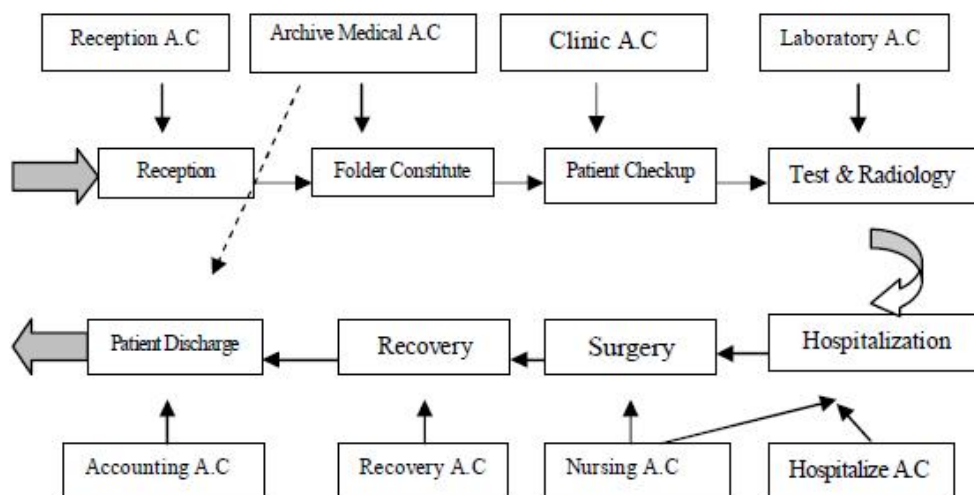 Reception A.C
Archive Medical A.C
Clinic A.C
Laboratory A.C
Reception
Folder Constitute
Patient Checkup
Test & Radiology
Patient Discharge
Recovery
Surgery
Hospitalization
Accounting A.C
Recovery A.C
Nursing A.C
Hospitalize A.C